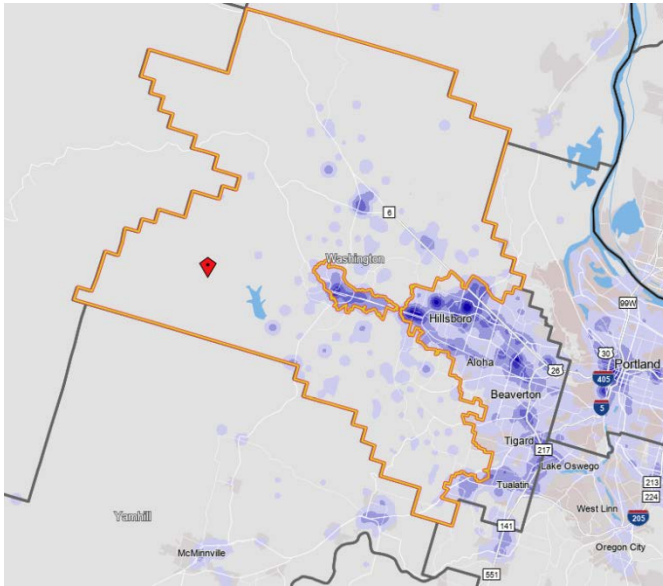 6
Washington
99W
Hillsboro
30
Portland
Aloha
26
405
Beaverton
5
Tigard
217
Lake Oswego
Tualatin
213
224
West Linn
205
Yamhill
141
McMinnville
Oregon City
551